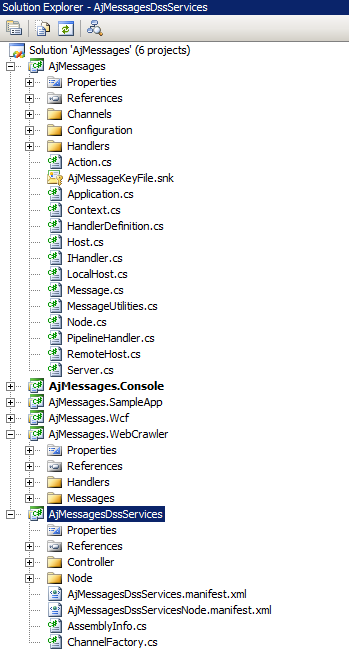 Solution Explorer - AjMessagesDssServices
Solution 'AjMessages' (6 projects)
AjMessages
Properties
References
Channels
Configuration
Handlers
Action.cs
AjMessageKeyFile.snk
Application.cs
Context.cs
HandlerDefinition.cs
Host.cs
IHandler.cs
LocalHost.cs
Message.cs
MessageUtilities.cs
Node.cs
PipelineHandler.cs
RemoteHost.cs
Server.cs
AjMessages.Console
AjMessages.SampleApp
AjMessages.Wcf
AjMessages.WebCrawler
Properties
References
Handlers
Messages
AjMessagesDssServices
Properties
References
Controller
Node
AjMessagesDssServices.manifest.xml
AjMessagesDssServicesNode.manifest.xml
AssemblyInfo.cs
ChannelFactory.cs